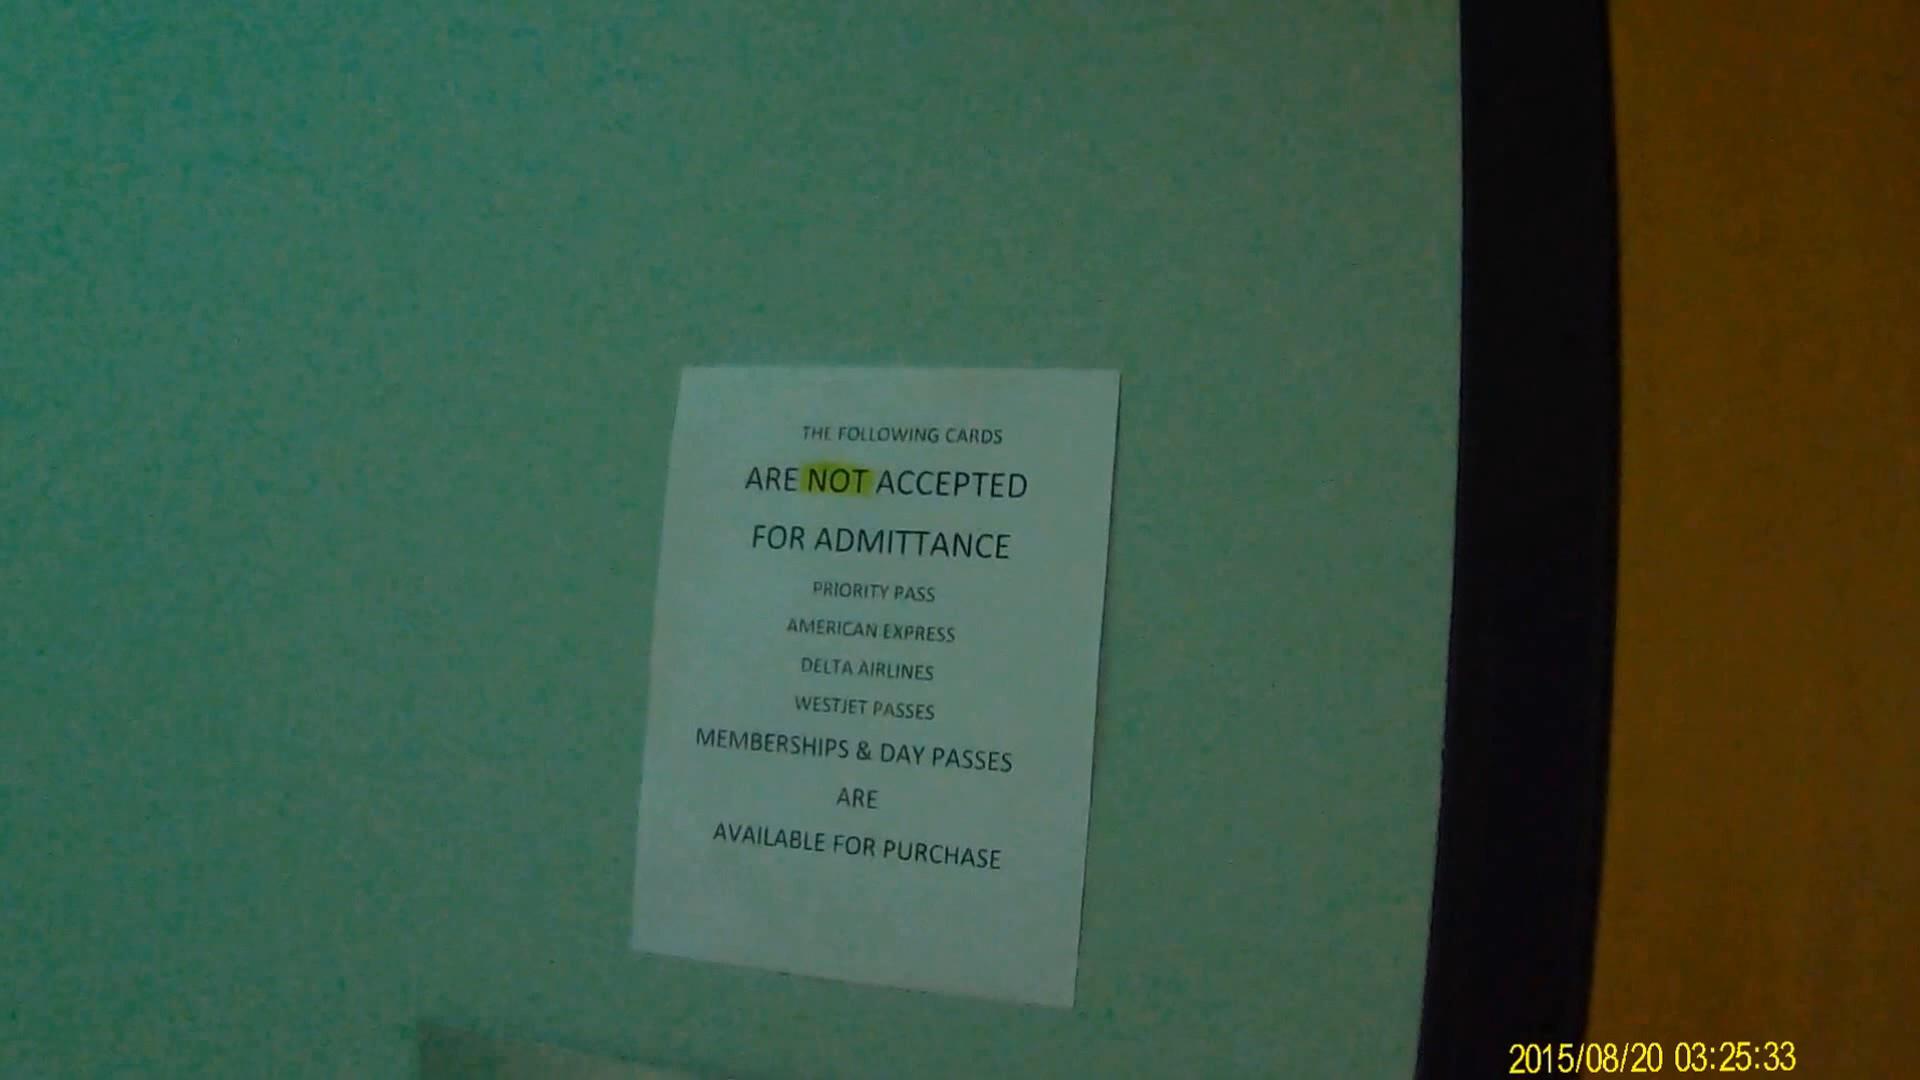 THE FOLLOWING CARDS
ARE NOT ACCEPTED
FOR ADMITTANCE
PRIORITY PASS
AMERICAN EXPRESS
DELTA AIRLINES
WESTJET PASSES
MEMBERSHIPS & DAY PASSES
ARE
AVAILABLE FOR PURCHASE
2015/08/20 03:25:33